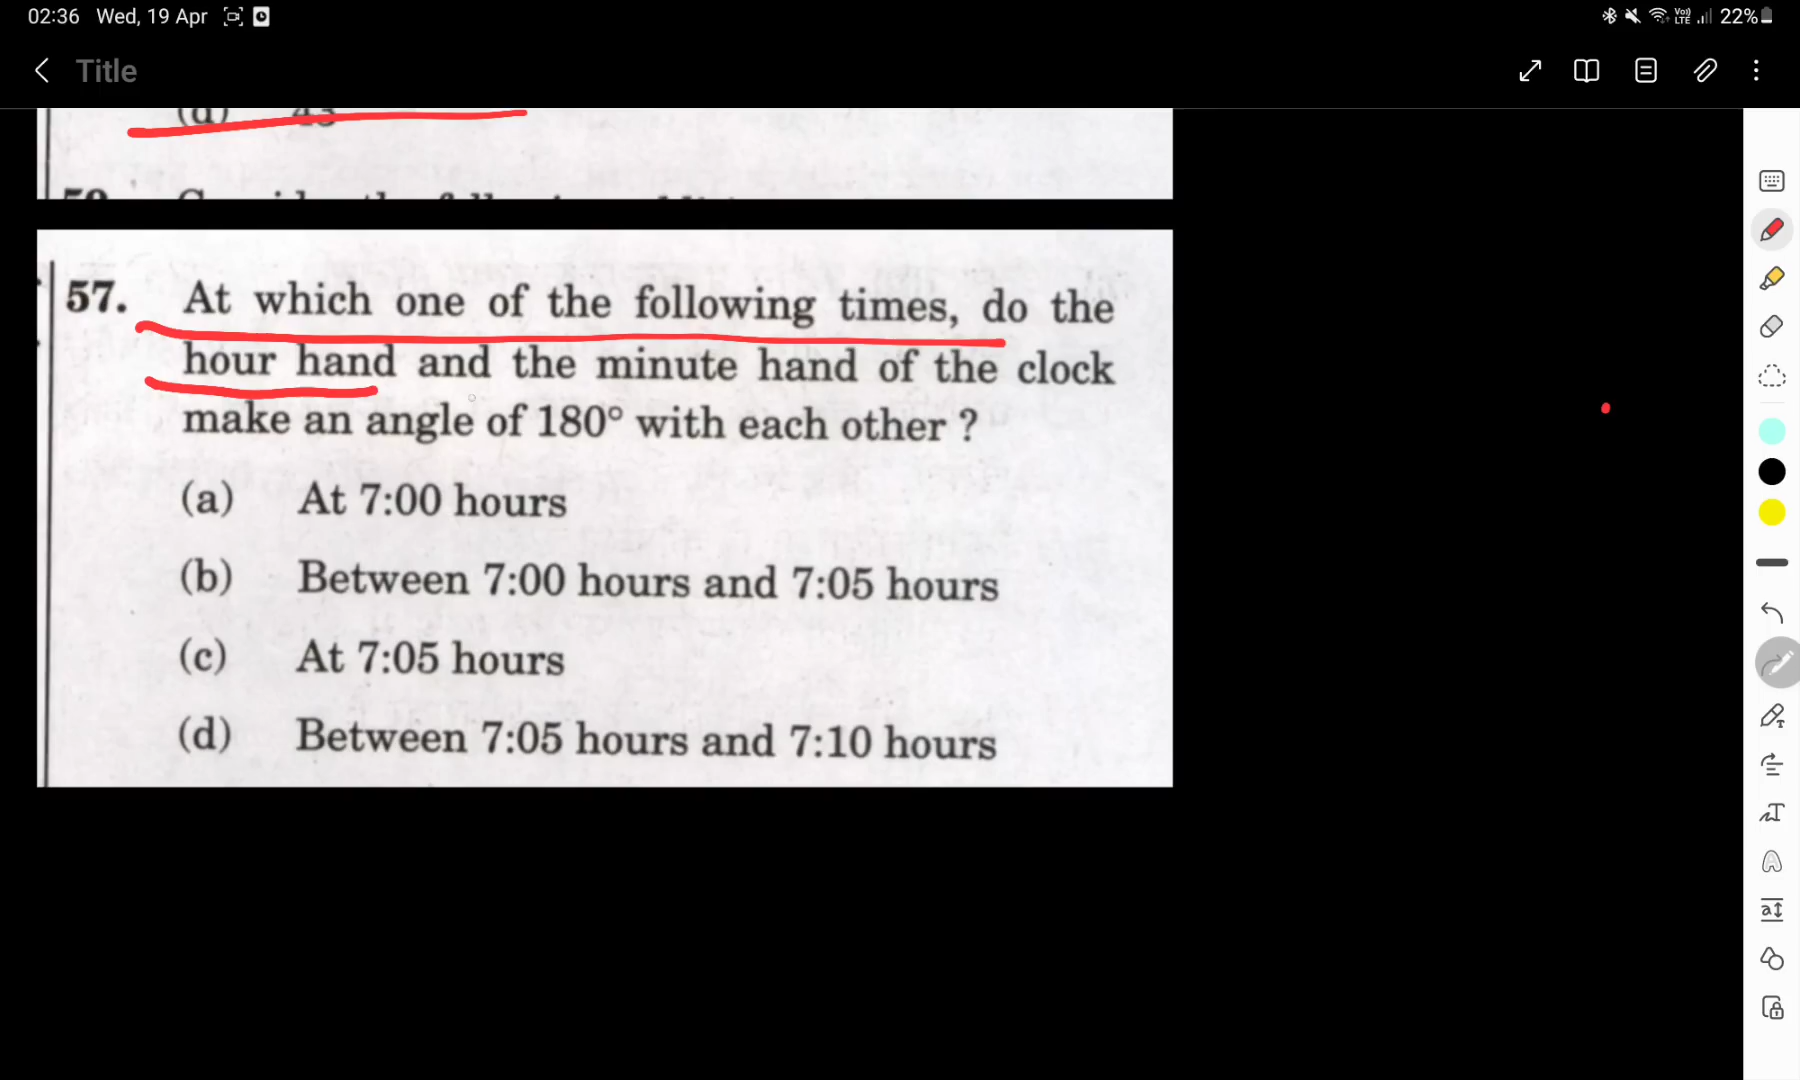 02:36 Wed, 19 Apr
Vo)) LTE 22%
Title
(d) 43
57. At which one of the following times, do the
hour hand and the minute hand of the clock
make an angle of 180° with each other ?
(a) At 7:00 hours
(b) Between 7:00 hours and 7:05 hours
(c) At 7:05 hours
(d) Between 7:05 hours and 7:10 hours